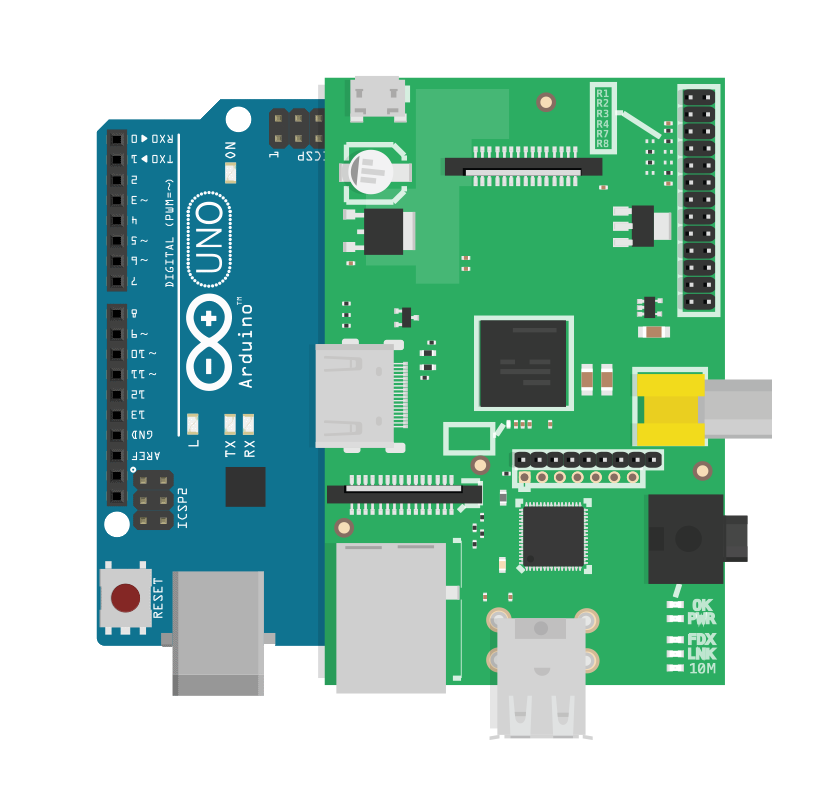 R1
R2
R3
R4
R7
R8
ON
1
ICSP
0 ◄ RX0
1 ◄ TX0
2
3 ~
4
5 ~
6 ~
7
DIGITAL (PWM=~)
UNO
Arduino™
8
9 ~
10 ~
11 ~
12
13
GND
AREF
L
TX
RX
ICSP2
RESET
OK
PWR
FDX
LNK
10M